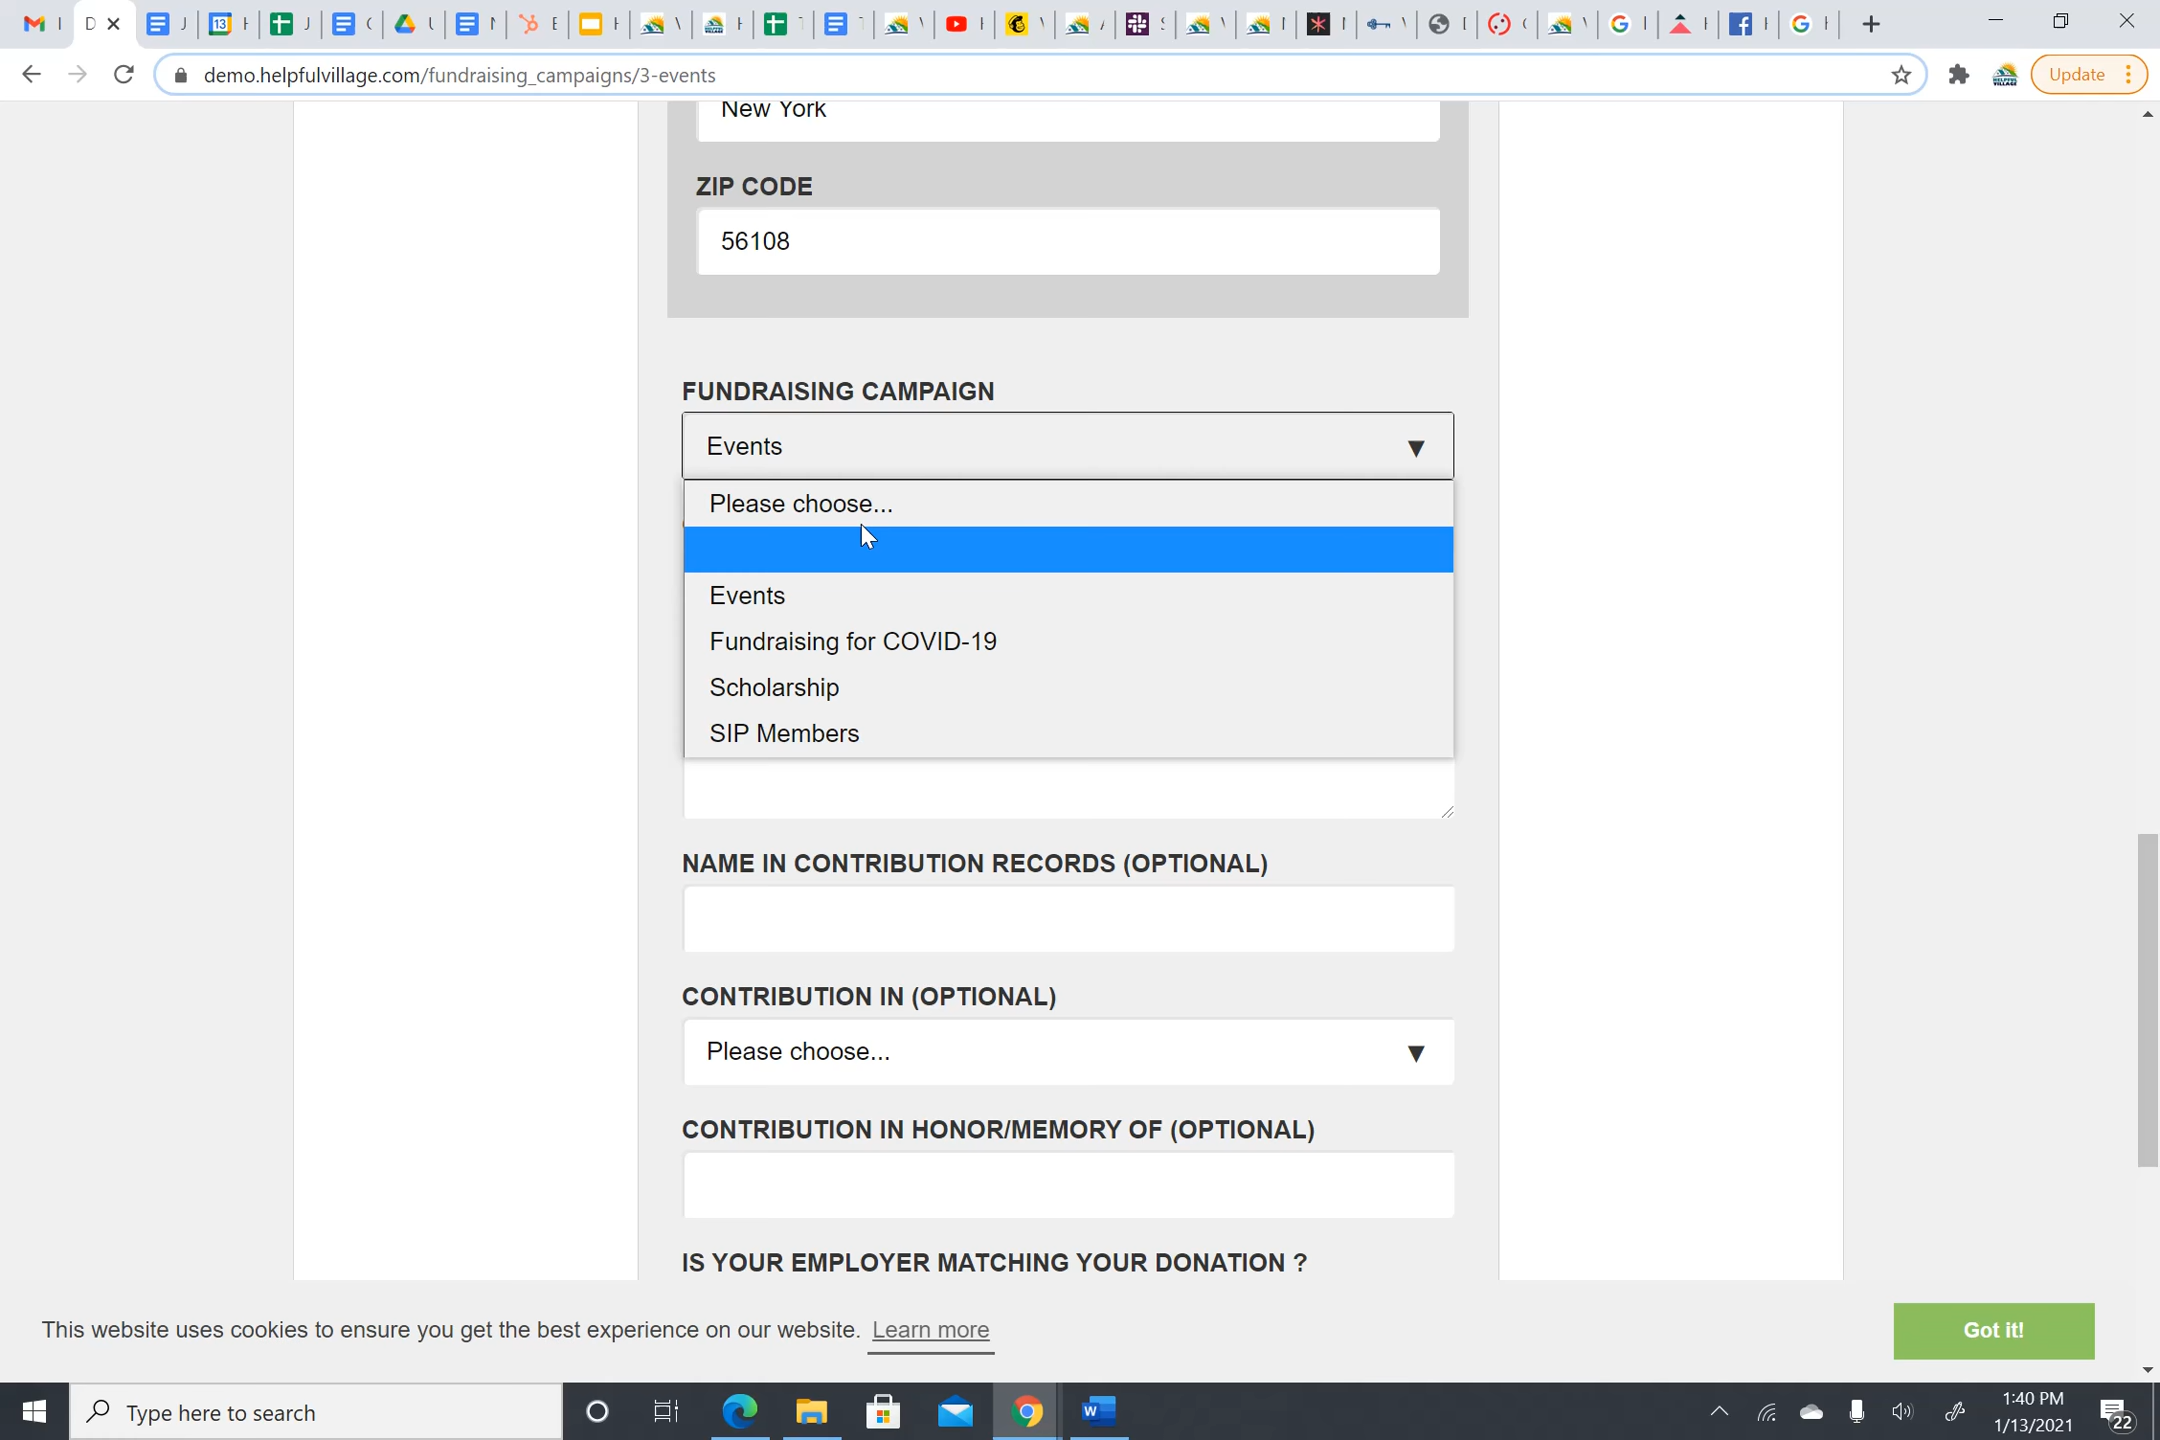 Update
demo.helpfulvillage.com/fundraising_campaigns/3-events
New York
ZIP CODE
56108
FUNDRAISING CAMPAIGN
Events
Please choose...
Events
Fundraising for COVID-19
Scholarship
SIP Members
NAME IN CONTRIBUTION RECORDS (OPTIONAL)
CONTRIBUTION IN (OPTIONAL)
Please choose...
CONTRIBUTION IN HONOR/MEMORY OF (OPTIONAL)
IS YOUR EMPLOYER MATCHING YOUR DONATION ?
This website uses cookies to ensure you get the best experience on our website. Learn more
Got it!
Type here to search
1:40 PM
1/13/2021
22